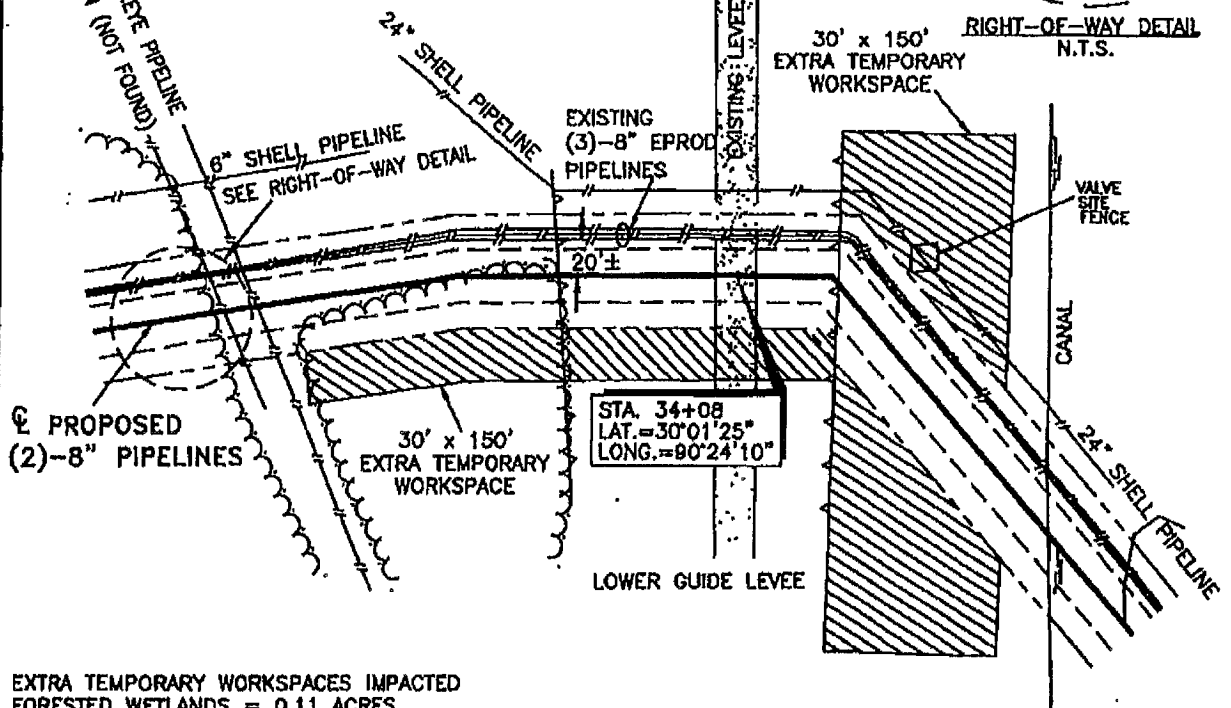 EYE PIPELINE
(NOT FOUND)
24" SHELL PIPELINE
EXISTING LEVEE
RIGHT-OF-WAY DETAIL
N.T.S.
30' x 150'
EXTRA TEMPORARY
WORKSPACE
EXISTING
(3)-8" EPROD
PIPELINES
6" SHELL PIPELINE
SEE RIGHT-OF-WAY DETAIL
VALVE
SITE
FENCE
20'±
CANAL
℄ PROPOSED
(2)-8" PIPELINES
30' x 150'
EXTRA TEMPORARY
WORKSPACE
STA. 34+08
LAT.=30°01'25"
LONG.=90°24'10"
24" SHELL PIPELINE
LOWER GUIDE LEVEE
EXTRA TEMPORARY WORKSPACES IMPACTED
FORESTED WETLANDS = 0.11 ACRES